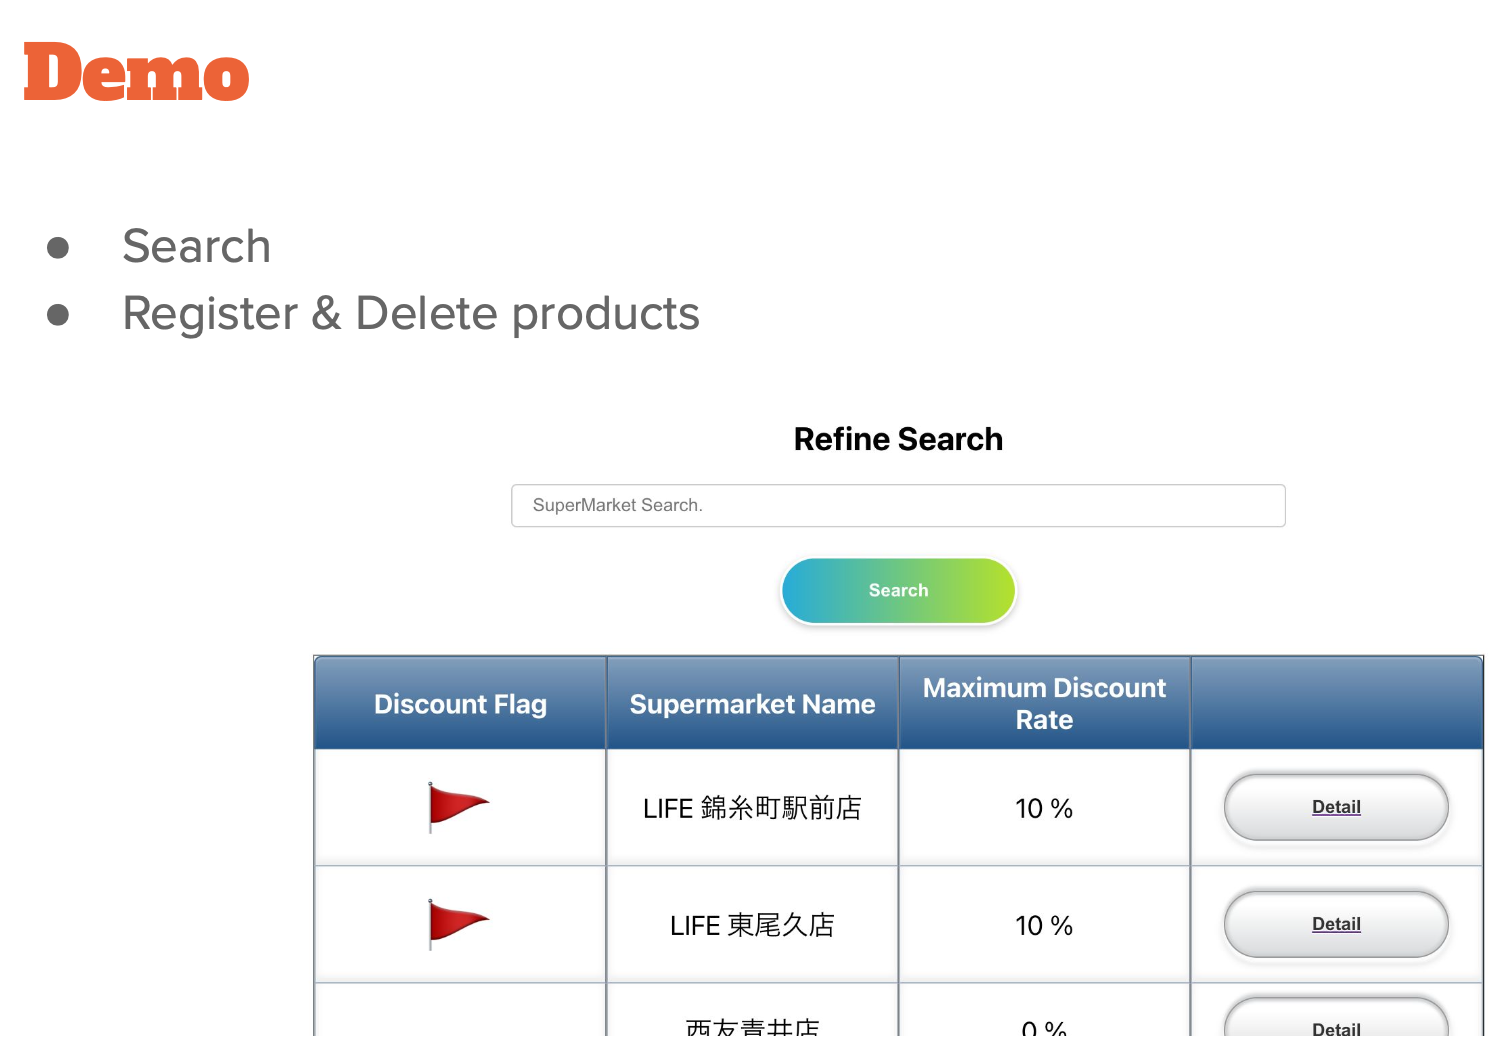 Demo
● Search
● Register & Delete products
Refine Search
SuperMarket Search.
Search
Discount Flag Supermarket Name Maximum Discount
Rate
LIFE 錦糸町駅前店 10 % Detail
LIFE 東尾久店 10 % Detail
西友青井店 0 % Detail